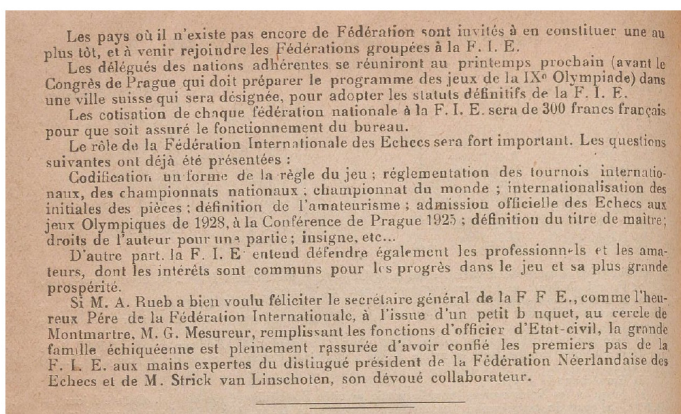 Les pays où il n'existe pas encore de Fédération sont invités à en constituer une au
plus tôt, et à venir rejoindre les Fédérations groupées à la F. I. E.
Les délégués des nations adhérentes se réuniront au printemps prochain (avant le
Congrès de Prague qui doit préparer le programme des jeux de la IXe Olympiade) dans
une ville suisse qui sera désignée, pour adopter les statuts définitifs de la F. I. E.
Les cotisation de chaque fédération nationale à la F. I. E. sera de 300 francs français
pour que soit assuré le fonctionnement du bureau.
Le rôle de la Fédération Internationale des Echecs sera fort important. Les questions
suivantes ont déjà été présentées :
Codification un forme de la règle du jeu ; réglementation des tournois internatio-
naux, des championnats nationaux ; championnat du monde ; internationalisation des
initiales des pièces ; définition de l'amateurisme ; admission officielle des Echecs aux
jeux Olympiques de 1928, à la Conférence de Prague 1925 ; définition du titre de maitre;
droits de l'auteur pour une partie ; insigne, etc...
D'autre part. la F. I. E entend défendre également les professionnels et les ama-
teurs, dont les intérêts sont communs pour les progrès dans le jeu et sa plus grande
prospérité.
Si M. A. Rueb a bien voulu féliciter le secrétaire général de la F F E., comme l'heu-
reux Pére de la Fédération Internationale, à l'issue d'un petit b nquet, au cercle de
Montmartre, M. G. Mesureur, remplissant les fonctions d'officier d'Etat-civil, la grande
famille échiquéenne est pleinement rassurée d'avoir confié les premiers pas de la
F. I. E. aux mains expertes du distingué président de la Fédération Néerlandaise des
Echecs et de M. Strick van Linschoten, son dévoué collaborateur.